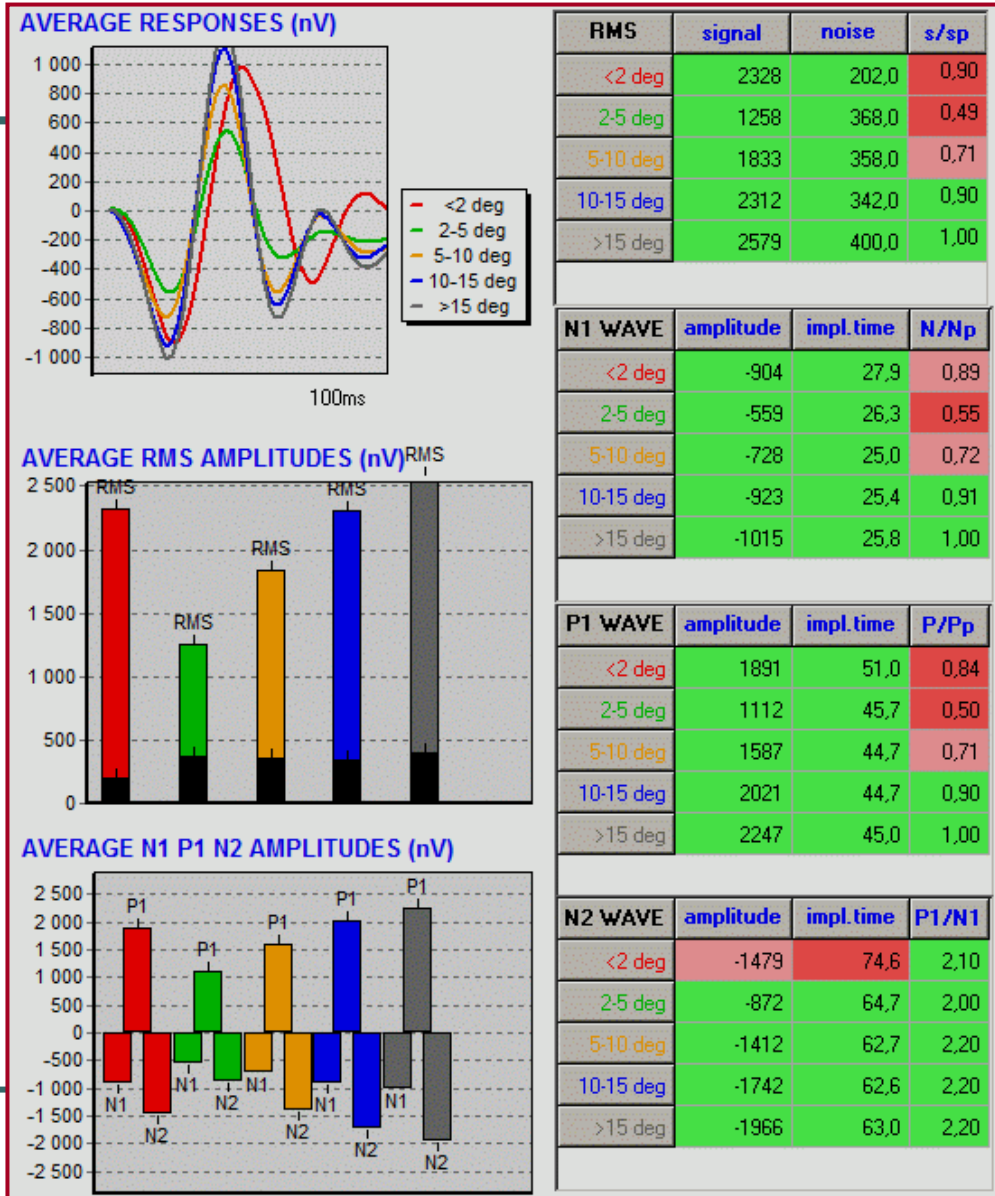 AVERAGE RESPONSES (nV)
1 000
800
600
400
200
0
-200
-400
-600
-800
-1 000
100ms
<2 deg
2-5 deg
5-10 deg
10-15 deg
>15 deg
AVERAGE RMS AMPLITUDES (nV)
2 500
2 000
1 500
1 000
500
0
RMS
RMS
RMS
RMS
RMS
AVERAGE N1 P1 N2 AMPLITUDES (nV)
2 500
2 000
1 500
1 000
500
0
-500
-1 000
-1 500
-2 000
-2 500
P1 P1 P1 P1 P1
N1 N1 N1 N1 N1
N2 N2 N2 N2 N2
RMS signal noise s/sp
<2 deg 2328 202,0 0,90
2-5 deg 1258 368,0 0,49
5-10 deg 1833 358,0 0,71
10-15 deg 2312 342,0 0,90
>15 deg 2579 400,0 1,00
N1 WAVE amplitude impl.time N/Np
<2 deg -904 27,9 0,89
2-5 deg -559 26,3 0,55
5-10 deg -728 25,0 0,72
10-15 deg -923 25,4 0,91
>15 deg -1015 25,8 1,00
P1 WAVE amplitude impl.time P/Pp
<2 deg 1891 51,0 0,84
2-5 deg 1112 45,7 0,50
5-10 deg 1587 44,7 0,71
10-15 deg 2021 44,7 0,90
>15 deg 2247 45,0 1,00
N2 WAVE amplitude impl.time P1/N1
<2 deg -1479 74,6 2,10
2-5 deg -872 64,7 2,00
5-10 deg -1412 62,7 2,20
10-15 deg -1742 62,6 2,20
>15 deg -1966 63,0 2,20